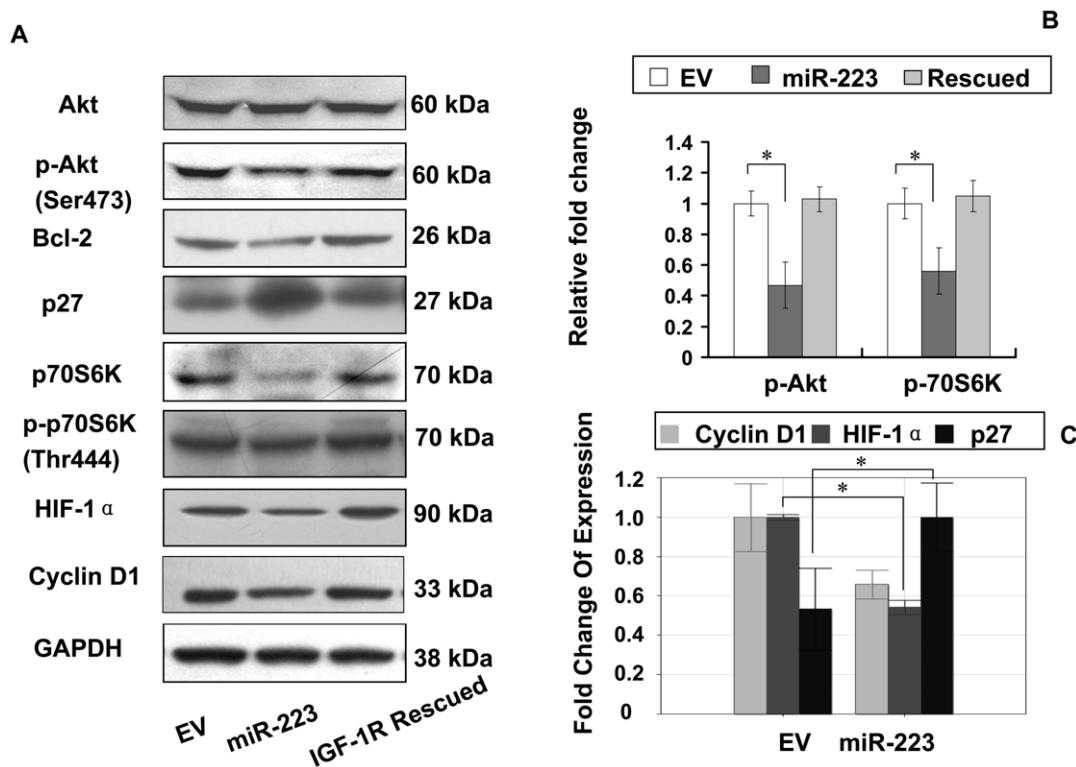 A
Akt
60 kDa
p-Akt
(Ser473)
60 kDa
Bcl-2
26 kDa
p27
27 kDa
p70S6K
70 kDa
p-p70S6K
(Thr444)
70 kDa
HIF-1 α
90 kDa
Cyclin D1
33 kDa
GAPDH
38 kDa
EV
miR-223
IGF-1R Rescued
B
EV miR-223 Rescued
Relative fold change
1.4
1.2
1
0.8
0.6
0.4
0.2
0
* *
p-Akt p-70S6K
C
Cyclin D1 HIF-1 α p27
Fold Change Of Expression
1.2
1.0
0.8
0.6
0.4
0.2
0
*
*
EV miR-223